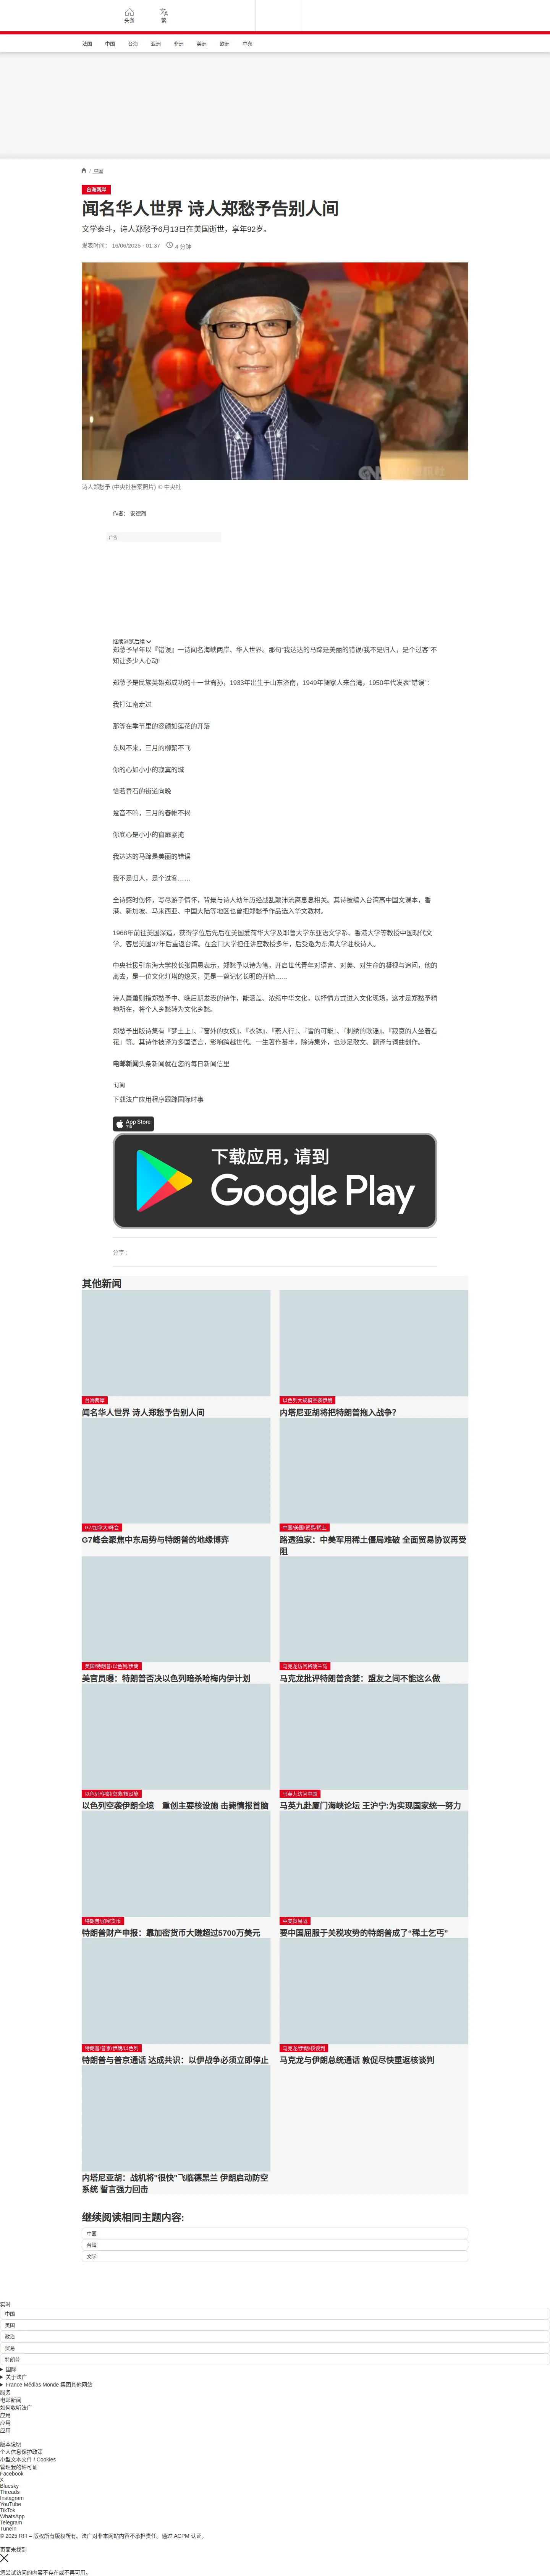 头条
繁
法国
中国
台海
亚洲
非洲
美洲
欧洲
中东
/ 中国
台海两岸
闻名华人世界 诗人郑愁予告别人间
文学泰斗，诗人郑愁予6月13日在美国逝世，享年92岁。
发表时间： 16/06/2025 - 01:37
4 分钟
诗人郑愁予 (中央社档案照片) © 中央社
作者： 安德烈
广告
继续浏览后续
郑愁予早年以『错误』一诗闻名海峡两岸、华人世界。那句“我达达的马蹄是美丽的错误/我不是归人，是个过客”不
知让多少人心动!
郑愁予是民族英雄郑成功的十一世裔孙，1933年出生于山东济南，1949年随家人来台湾，1950年代发表“错误”：
我打江南走过
那等在季节里的容颜如莲花的开落
东风不来，三月的柳絮不飞
你的心如小小的寂寞的城
恰若青石的街道向晚
跫音不响，三月的春帷不揭
你底心是小小的窗扉紧掩
我达达的马蹄是美丽的错误
我不是归人，是个过客……
全诗感时伤怀，写尽游子情怀，背景与诗人幼年历经战乱颠沛流离息息相关。其诗被编入台湾高中国文课本，香
港、新加坡、马来西亚、中国大陆等地区也曾把郑愁予作品选入华文教材。
1968年前往美国深造，获得学位后先后在美国爱荷华大学及耶鲁大学东亚语文学系、香港大学等教授中国现代文
学。客居美国37年后重返台湾。在金门大学担任讲座教授多年，后受邀为东海大学驻校诗人。
中央社援引东海大学校长张国恩表示，郑愁予以诗为笔，开启世代青年对语言、对美、对生命的凝视与追问，他的
离去，是一位文化灯塔的熄灭，更是一盏记忆长明的开始……
诗人蕭蕭则指郑愁予中、晚后期发表的诗作，能涵盖、浓缩中华文化，以抒情方式进入文化现场，这才是郑愁予精
神所在，将个人乡愁转为文化乡愁。
郑愁予出版诗集有『梦土上』、『窗外的女奴』、『衣钵』、『燕人行』、『雪的可能』、『刺绣的歌谣』、『寂寞的人坐着看
花』等。其诗作被译为多国语言，影响跨越世代。一生著作甚丰，除诗集外，也涉足散文、翻译与词曲创作。
电邮新闻头条新闻就在您的每日新闻信里
订阅
下载法广应用程序跟踪国际时事
App Store
下载
下载应用，请到
Google Play
分享 :
其他新闻
台海两岸
闻名华人世界 诗人郑愁予告别人间
以色列大规模空袭伊朗
内塔尼亚胡将把特朗普拖入战争？
G7/加拿大/峰会
G7峰会聚焦中东局势与特朗普的地缘博弈
中国/美国/贸易/稀土
路透独家：中美军用稀土僵局难破 全面贸易协议再受
阻
美国/特朗普/以色列/伊朗
美官员曝：特朗普否决以色列暗杀哈梅内伊计划
马克龙访问格陵兰岛
马克龙批评特朗普贪婪：盟友之间不能这么做
以色列/伊朗/空袭/核设施
以色列空袭伊朗全境 重创主要核设施 击毙情报首脑
马英九访问中国
马英九赴厦门海峡论坛 王沪宁:为实现国家统一努力
特朗普/加密货币
特朗普财产申报：靠加密货币大赚超过5700万美元
中美贸易战
要中国屈服于关税攻势的特朗普成了“稀土乞丐”
特朗普/普京/伊朗/以色列
特朗普与普京通话 达成共识：以伊战争必须立即停止
马克龙/伊朗/核谈判
马克龙与伊朗总统通话 敦促尽快重返核谈判
内塔尼亚胡：战机将“很快”飞临德黑兰 伊朗启动防空
系统 誓言强力回击
继续阅读相同主题内容:
中国
台湾
文学
实时
中国
美国
政治
贸易
特朗普
国际
关于法广
France Médias Monde 集团其他网站
服务
电邮新闻
如何收听法广
应用
应用
应用
版本说明
个人信息保护政策
小型文本文件 / Cookies
管理我的许可证
Facebook
X
Bluesky
Threads
Instagram
YouTube
TikTok
WhatsApp
Telegram
TuneIn
© 2025 RFI – 版权所有版权所有。法广对非本网站内容不承担责任。通过 ACPM 认证。
页面未找到
您尝试访问的内容不存在或不再可用。